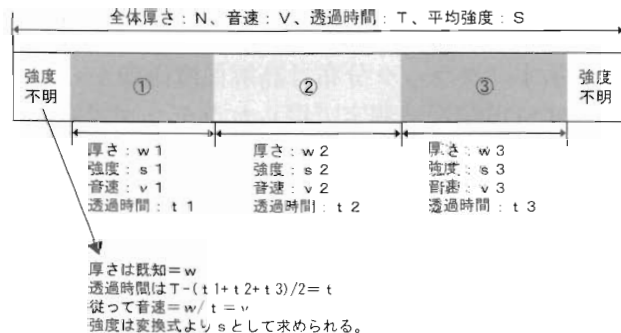 全体厚さ：N、音速：V、透過時間：T、平均強度：S
強度
不明
①
②
③
強度
不明
厚さ：w1
強度：s1
音速：v1
透過時間：t1
厚さ：w2
強度：s2
音速：v2
透過時間：t2
厚さ：w3
強度：s3
音速：v3
透過時間：t3
厚さは既知＝w
透過時間はT-(t1+t2+t3)/2＝t
従って音速＝w/t＝v
強度は変換式よりsとして求められる。